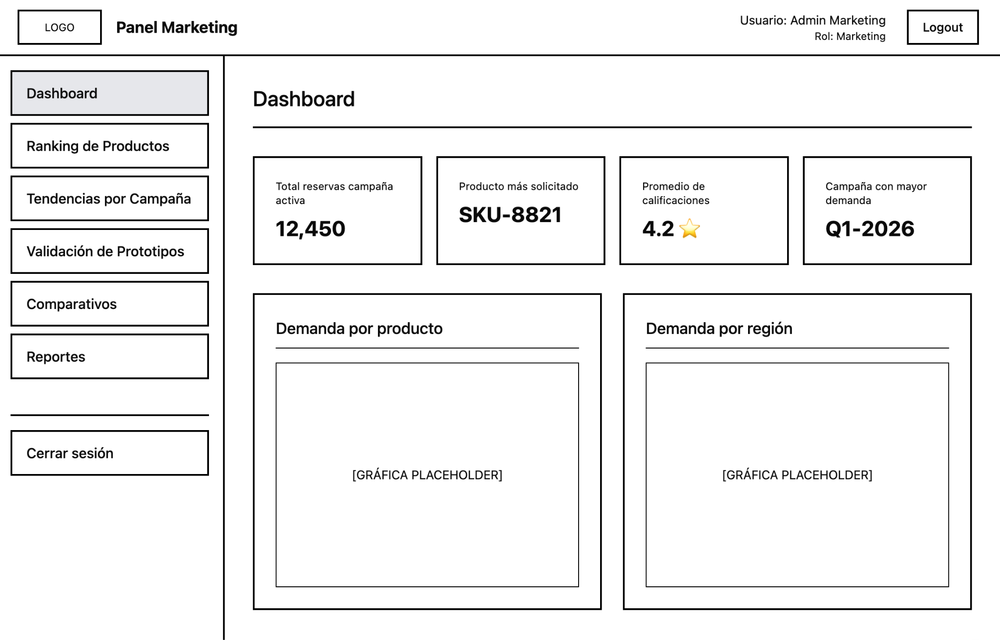 LOGO
Panel Marketing
Usuario: Admin Marketing
Rol: Marketing
Logout
Dashboard
Ranking de Productos
Tendencias por Campaña
Validación de Prototipos
Comparativos
Reportes
Cerrar sesión
Dashboard
Total reservas campaña
activa
12,450
Producto más solicitado
SKU-8821
Promedio de
calificaciones
4.2 ⭐
Campaña con mayor
demanda
Q1-2026
Demanda por producto
[GRÁFICA PLACEHOLDER]
Demanda por región
[GRÁFICA PLACEHOLDER]